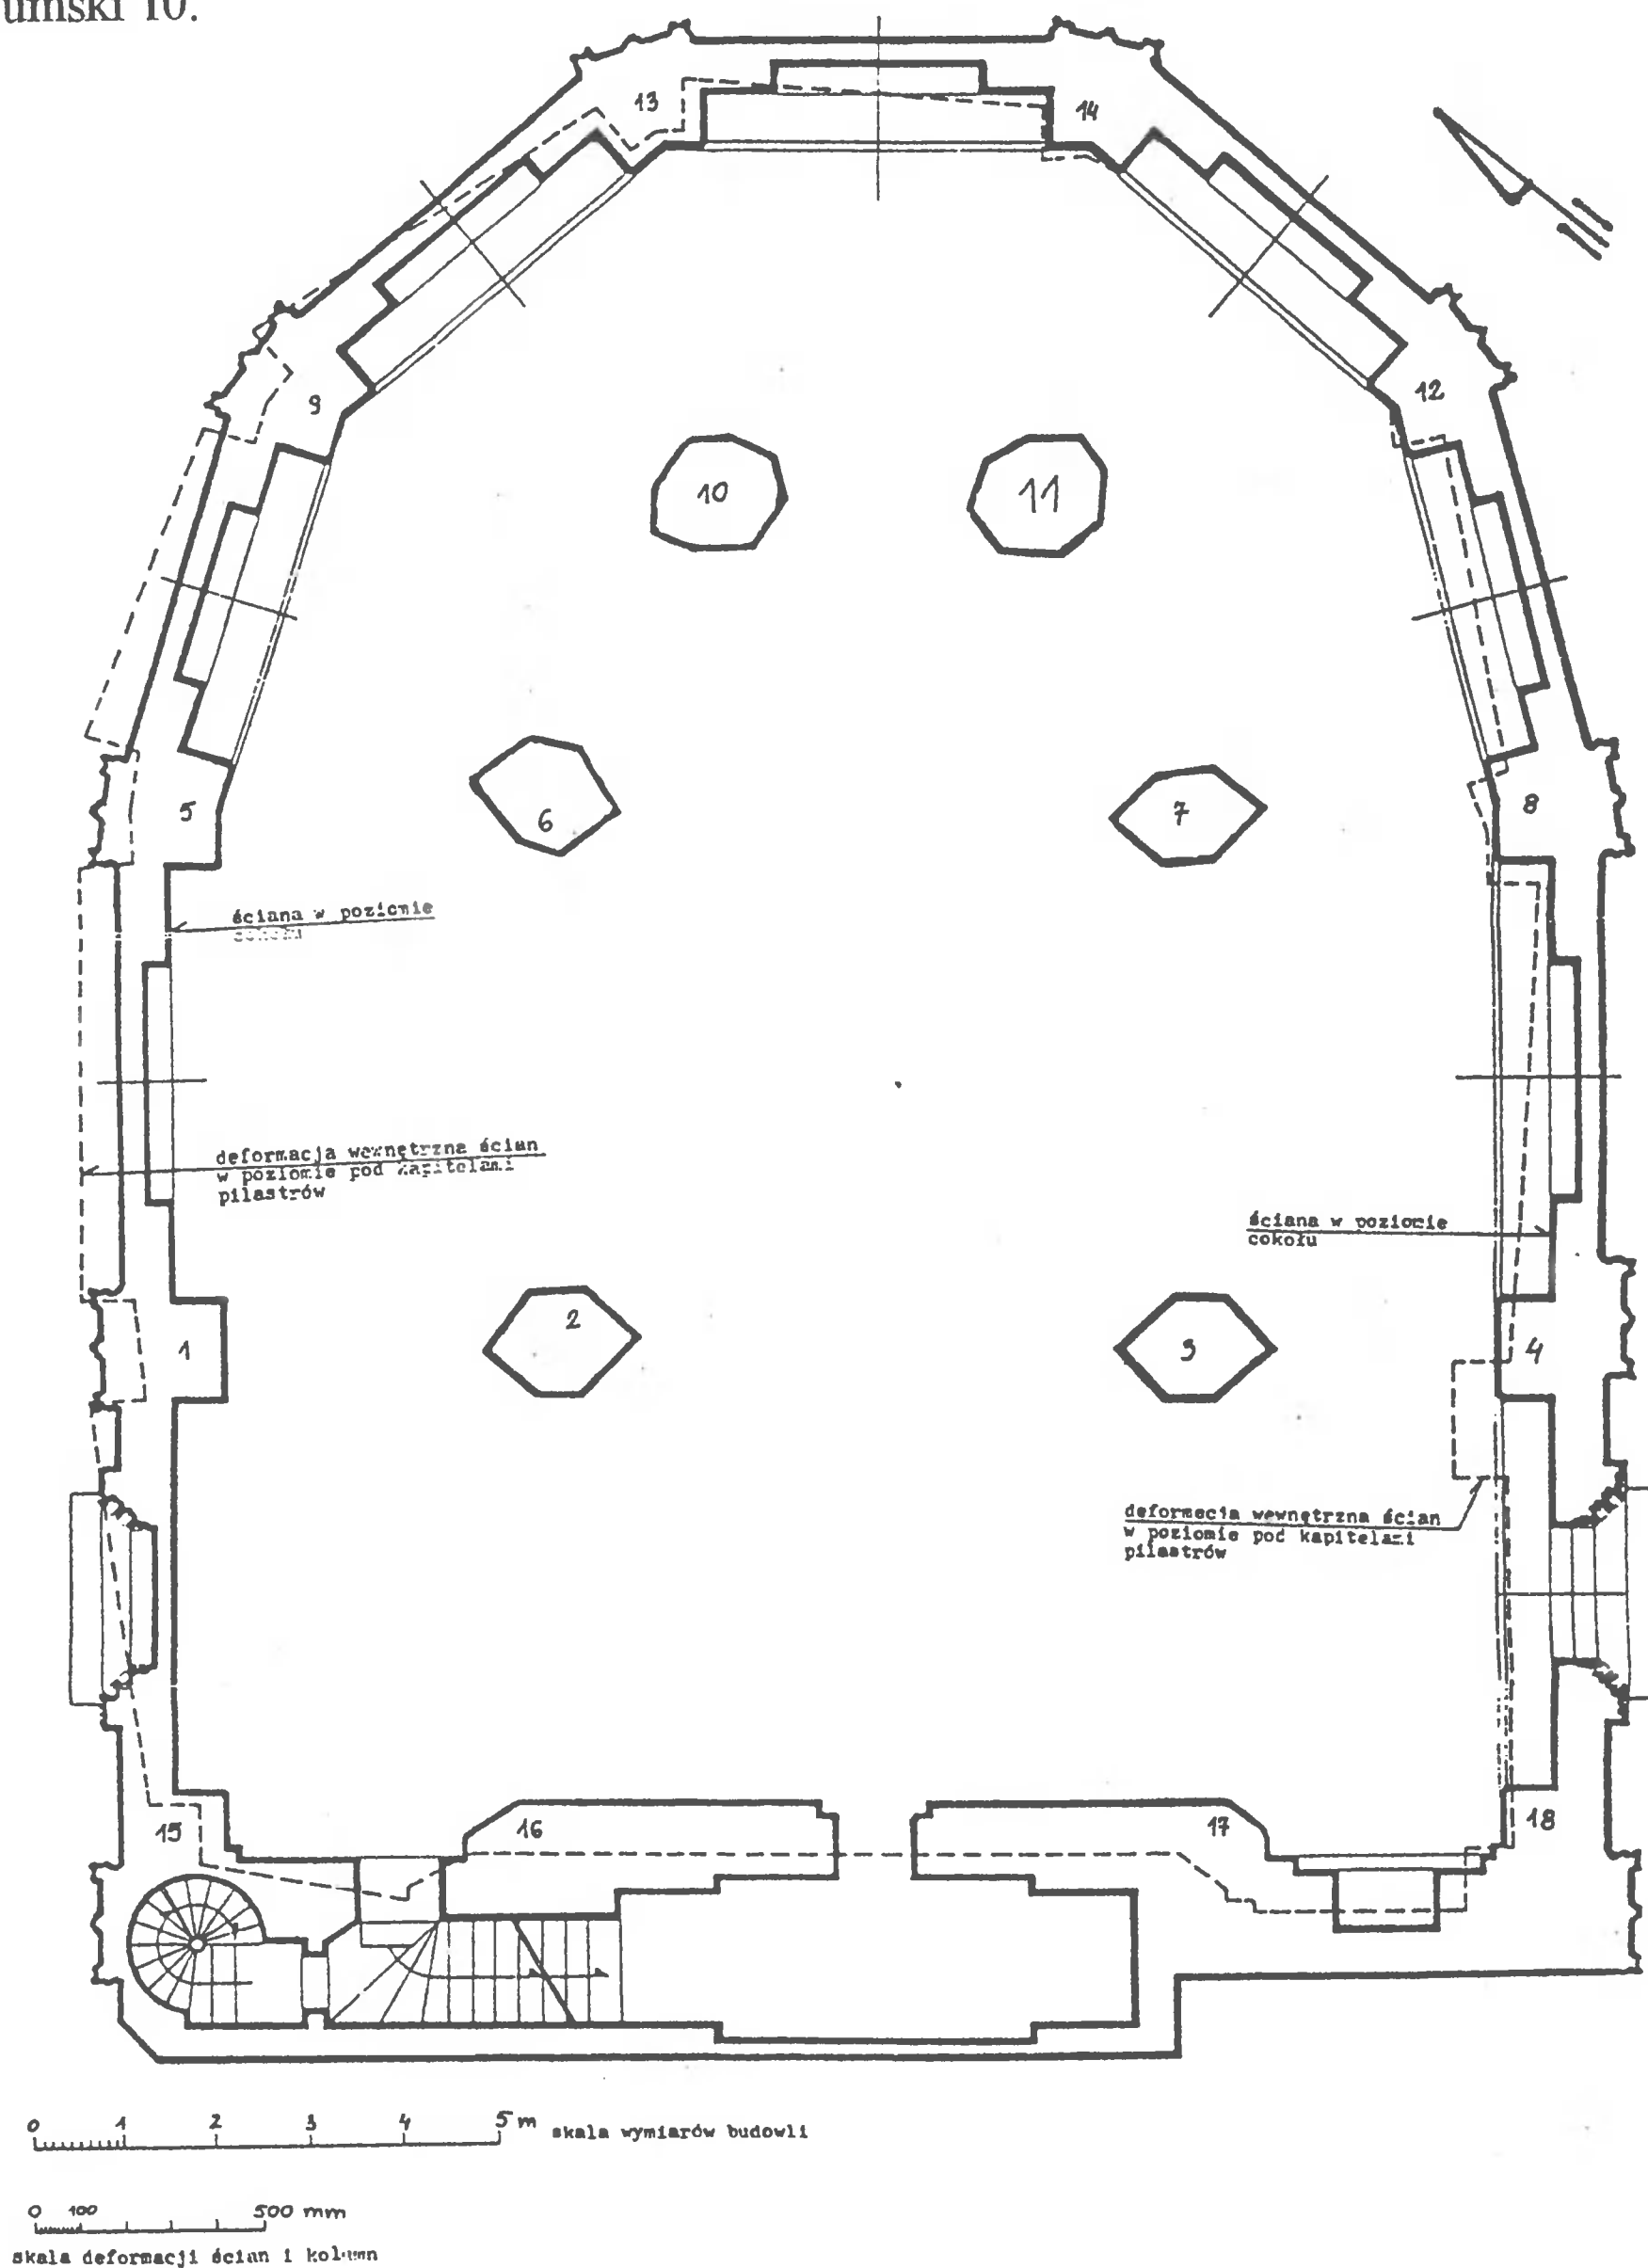 umski 10.
13
14
9
12
10
11
5
6
7
8
ściana w poziomie
cokołu
deformacja wewnętrzna ścian
w poziomie pod kapitelami
pilastrów
ściana w poziomie
cokołu
2
1
3
4
deformacja wewnętrzna ścian
w poziomie pod kapitelami
pilastrów
15
16
17
18
0 1 2 3 4 5 m skala wymiarów budowli
0 100 500 mm
skala deformacji ścian i kolumn